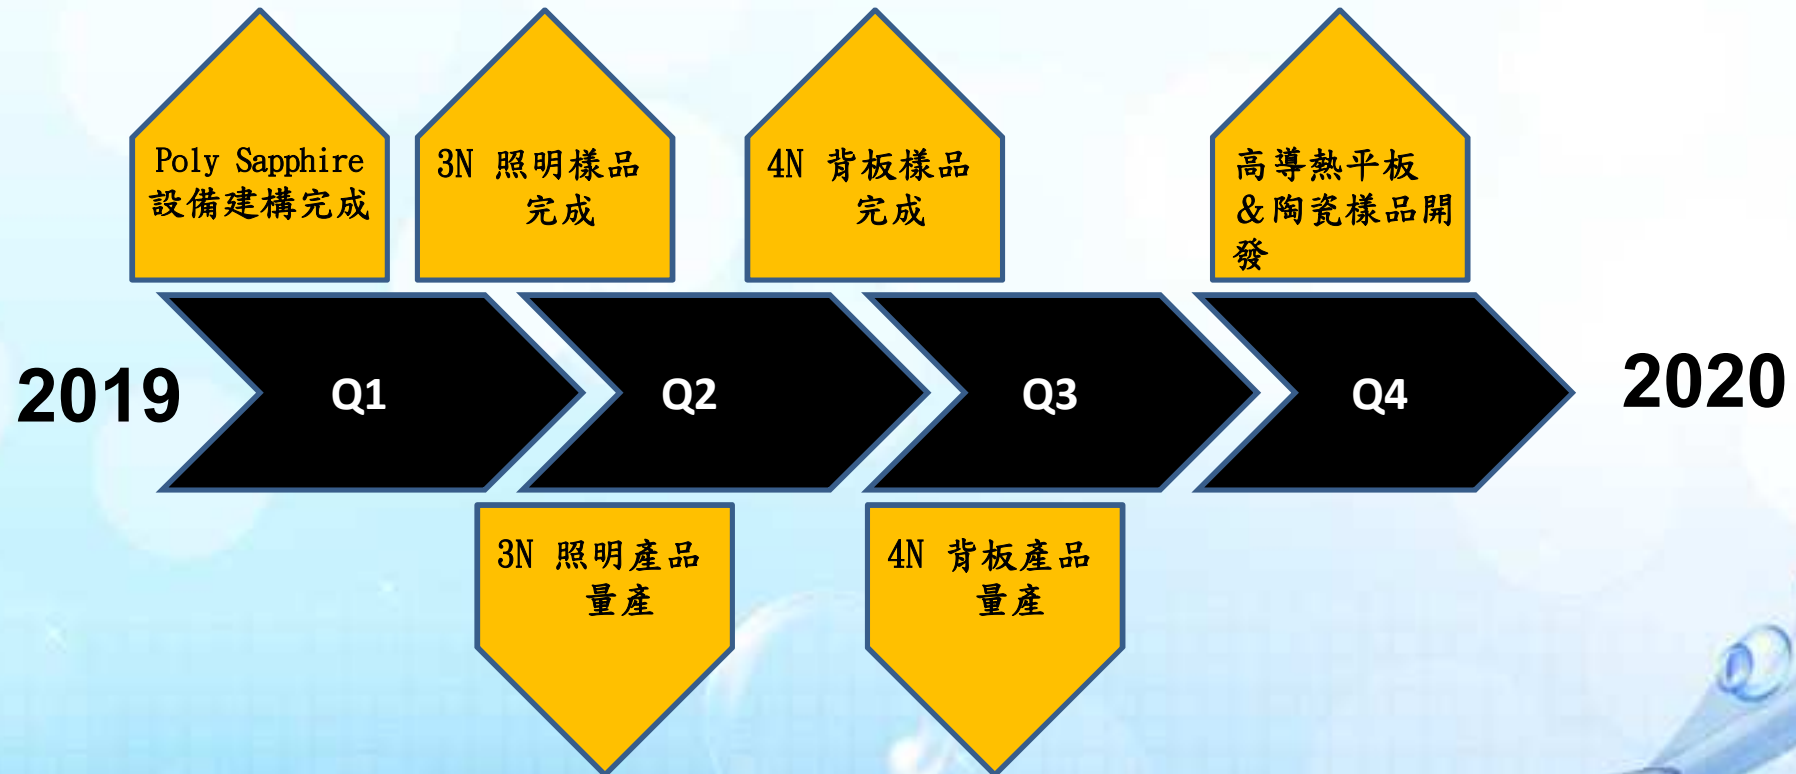 Poly Sapphire
設備建構完成
3N 照明樣品
完成
4N 背板樣品
完成
高導熱平板
&陶瓷樣品開
發
2019
Q1
Q2
Q3
Q4
2020
3N 照明產品
量產
4N 背板產品
量產